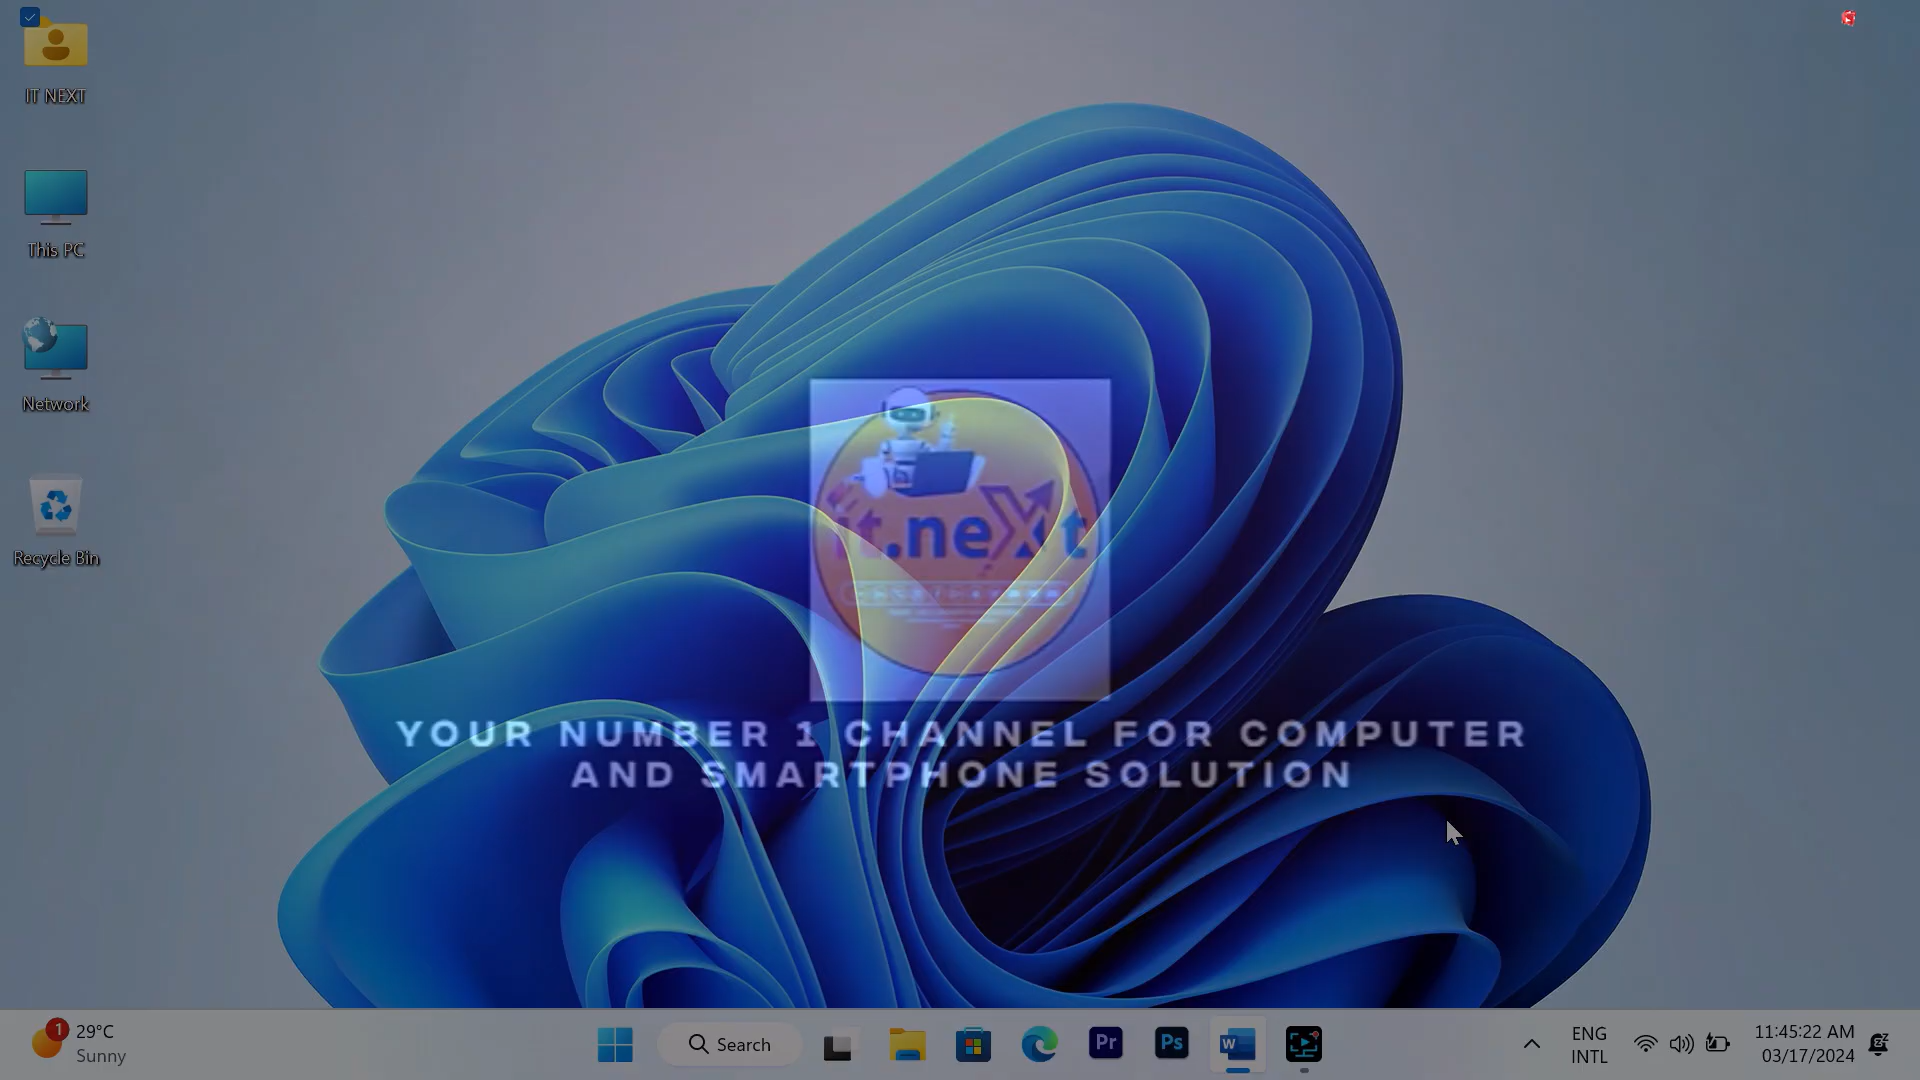 IT NEXT
This PC
Network
Recycle Bin
it.neXt
YOUR NUMBER 1 CHANNEL FOR COMPUTER
AND SMARTPHONE SOLUTION
1
29°C
Sunny
Search
Pr
Ps
W
ENG
INTL
11:45:22 AM
03/17/2024